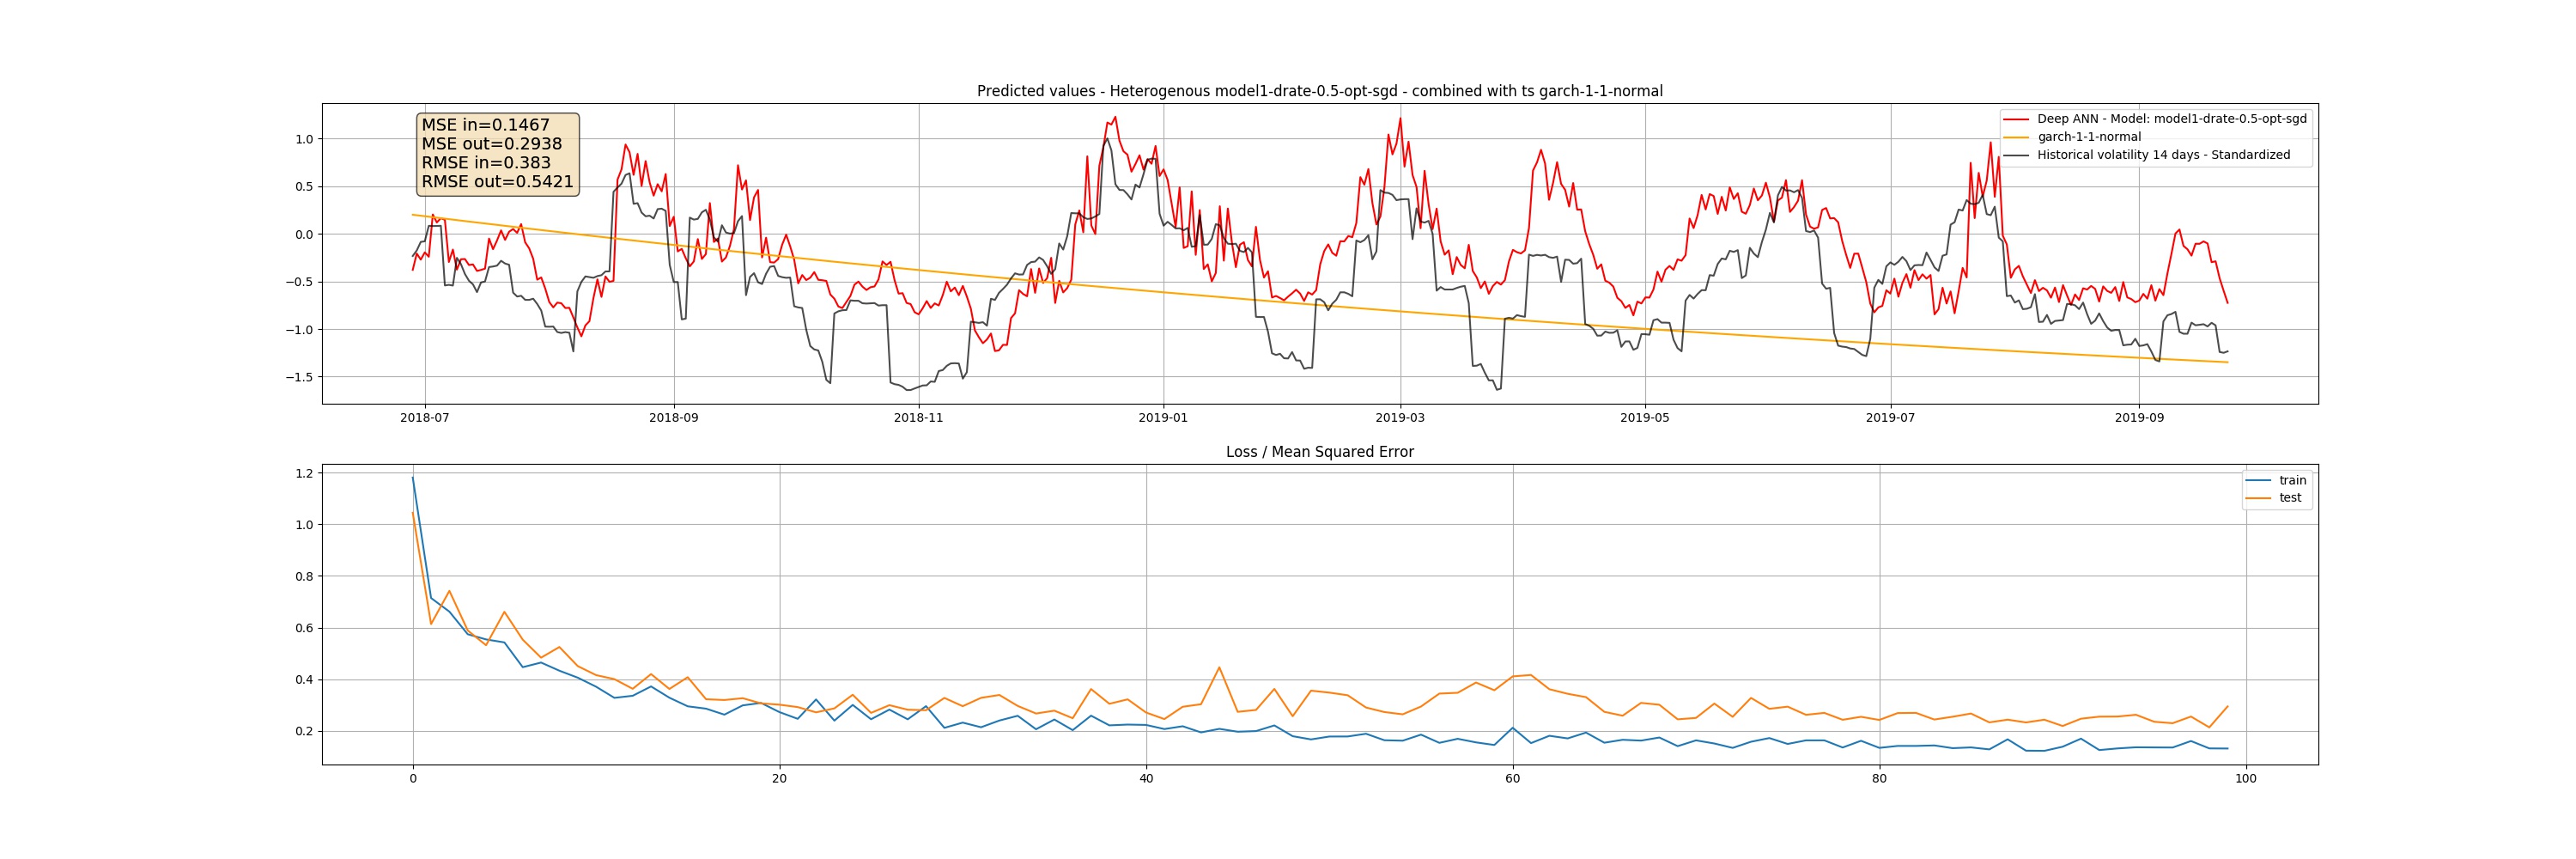 Predicted values - Heterogenous model1-drate-0.5-opt-sgd - combined with ts garch-1-1-normal
MSE in=0.1467
MSE out=0.2938
RMSE in=0.383
RMSE out=0.5421
Deep ANN - Model: model1-drate-0.5-opt-sgd
garch-1-1-normal
Historical volatility 14 days - Standardized
1.0
0.5
0.0
−0.5
−1.0
−1.5
2018-07 2018-09 2018-11 2019-01 2019-03 2019-05 2019-07 2019-09
Loss / Mean Squared Error
train
test
1.2
1.0
0.8
0.6
0.4
0.2
0 20 40 60 80 100